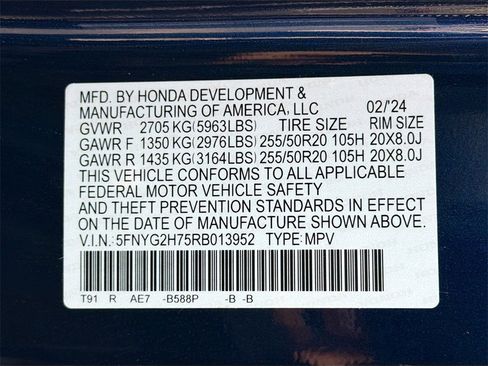 MFD. BY HONDA DEVELOPMENT &
MANUFACTURING OF AMERICA, LLC 02/'24
GVWR 2705 KG(5963LBS) TIRE SIZE RIM SIZE
GAWR F 1350 KG(2976LBS) 255/50R20 105H 20X8.0J
GAWR R 1435 KG(3164LBS) 255/50R20 105H 20X8.0J
THIS VEHICLE CONFORMS TO ALL APPLICABLE
FEDERAL MOTOR VEHICLE SAFETY
AND THEFT PREVENTION STANDARDS IN EFFECT
ON THE DATE OF MANUFACTURE SHOWN ABOVE.
V.I.N.: 5FNYG2H75RB013952 TYPE: MPV
T91 R AE7 -B588P -B -B